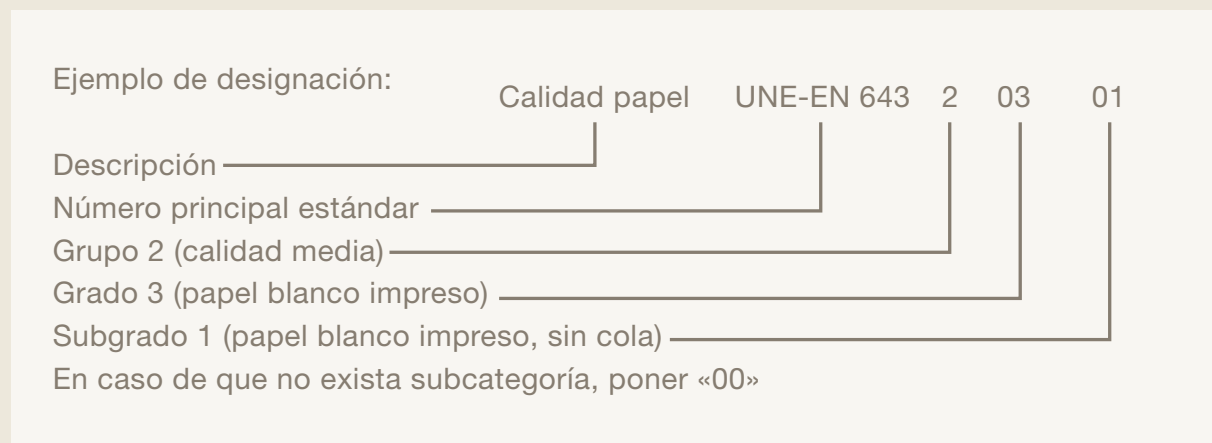 Ejemplo de designación:
Calidad papel UNE-EN 643 2 03 01
Descripción
Número principal estándar
Grupo 2 (calidad media)
Grado 3 (papel blanco impreso)
Subgrado 1 (papel blanco impreso, sin cola)
En caso de que no exista subcategoría, poner «00»